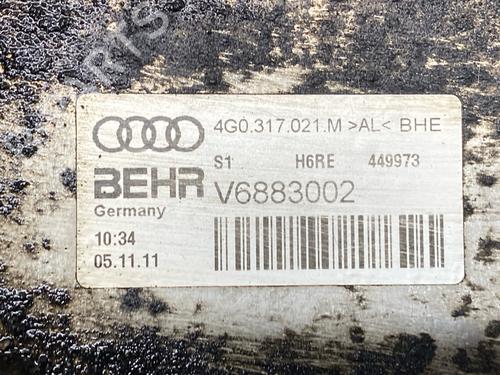 4G0.317.021.M >AL< BHE
S1 H6RE 449973
BEHR V6883002
Germany
10:34
05.11.11